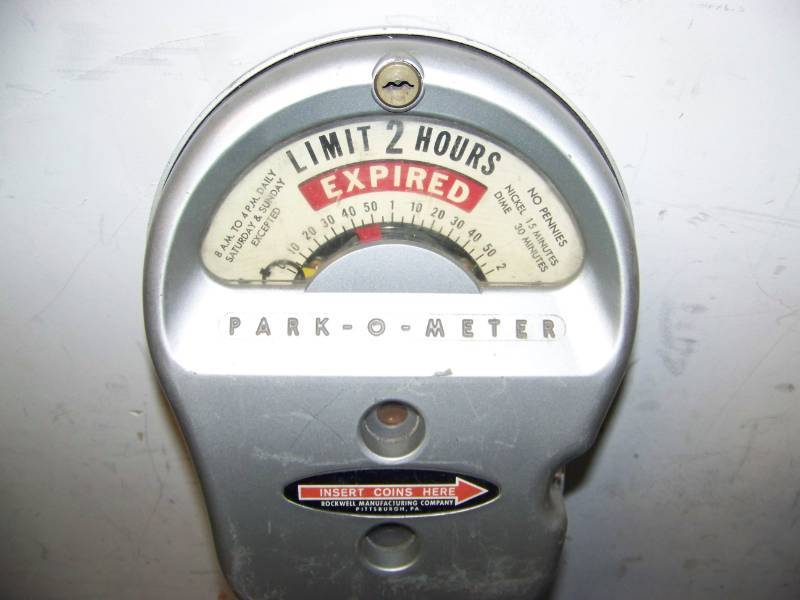 LIMIT 2 HOURS
EXPIRED
8 A.M. TO 4 P.M. DAILY
SATURDAY & SUNDAY
EXCEPTED
NO PENNIES
NICKEL 15 MINUTES
DIME 30 MINUTES
10 20 30 40 50 1 10 20 30 40 50 2
PARK-O-METER
INSERT COINS HERE
ROCKWELL MANUFACTURING COMPANY
PITTSBURGH, PA.